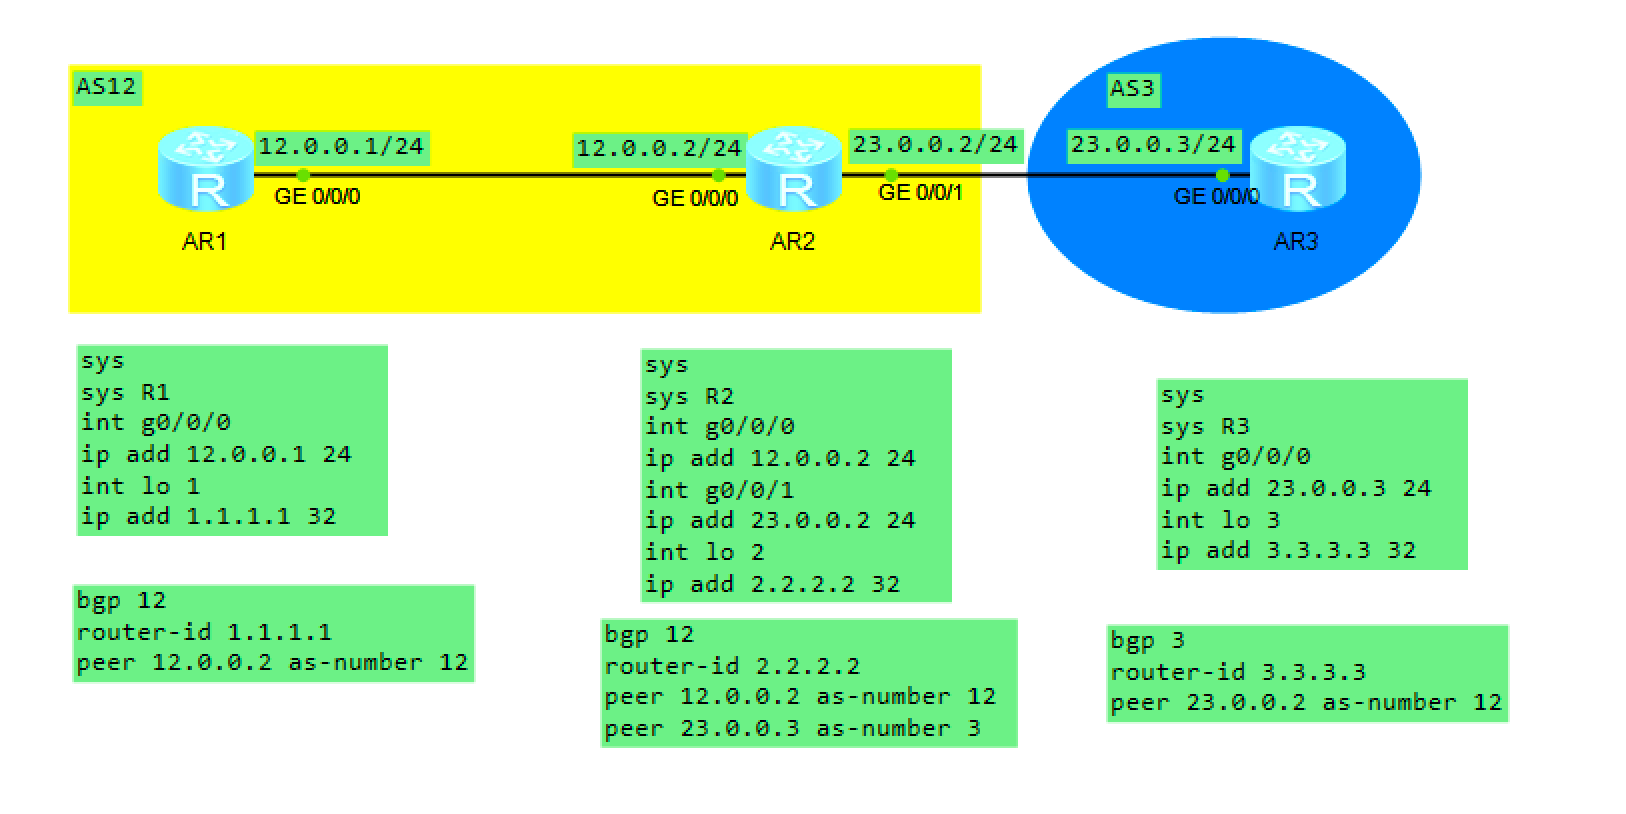 AS12
AS3
12.0.0.1/24
12.0.0.2/24
23.0.0.2/24
23.0.0.3/24
R
R
R
GE 0/0/0
GE 0/0/0
GE 0/0/1
GE 0/0/0
AR1
AR2
AR3
sys
sys R1
int g0/0/0
ip add 12.0.0.1 24
int lo 1
ip add 1.1.1.1 32
sys
sys R2
int g0/0/0
ip add 12.0.0.2 24
int g0/0/1
ip add 23.0.0.2 24
int lo 2
ip add 2.2.2.2 32
sys
sys R3
int g0/0/0
ip add 23.0.0.3 24
int lo 3
ip add 3.3.3.3 32
bgp 12
router-id 1.1.1.1
peer 12.0.0.2 as-number 12
bgp 12
router-id 2.2.2.2
peer 12.0.0.2 as-number 12
peer 23.0.0.3 as-number 3
bgp 3
router-id 3.3.3.3
peer 23.0.0.2 as-number 12